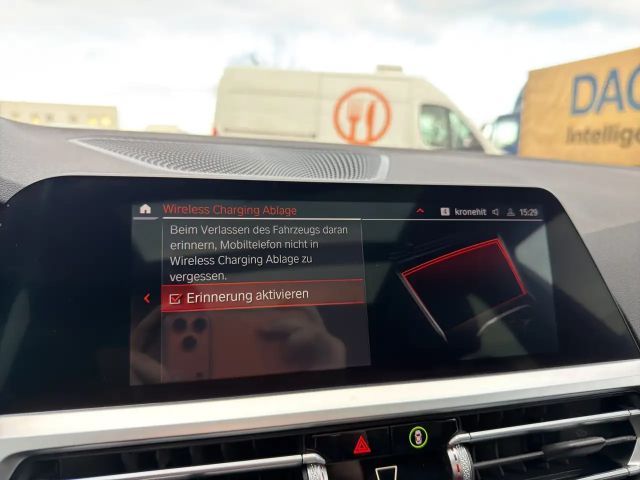 DAC
Intellige
Wireless Charging Ablage
kronehit
15:29
Beim Verlassen des Fahrzeugs daran
erinnern, Mobiltelefon nicht in
Wireless Charging Ablage zu
vergessen.
Erinnerung aktivieren